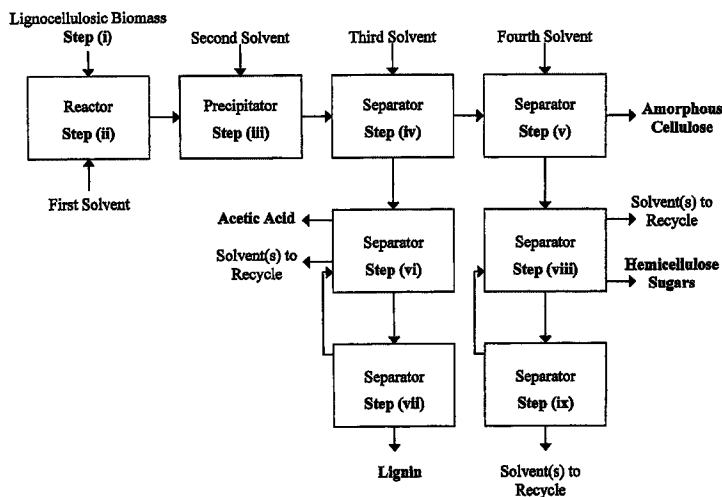 Lignocellulosic Biomass
Step (i)
Second Solvent
Third Solvent
Fourth Solvent
Reactor
Step (ii)
Precipitator
Step (iii)
Separator
Step (iv)
Separator
Step (v)
Amorphous
Cellulose
First Solvent
Acetic Acid
Solvent(s) to
Recycle
Separator
Step (vi)
Separator
Step (viii)
Solvent(s) to
Recycle
Hemicellulose
Sugars
Separator
Step (vii)
Separator
Step (ix)
Lignin
Solvent(s) to
Recycle